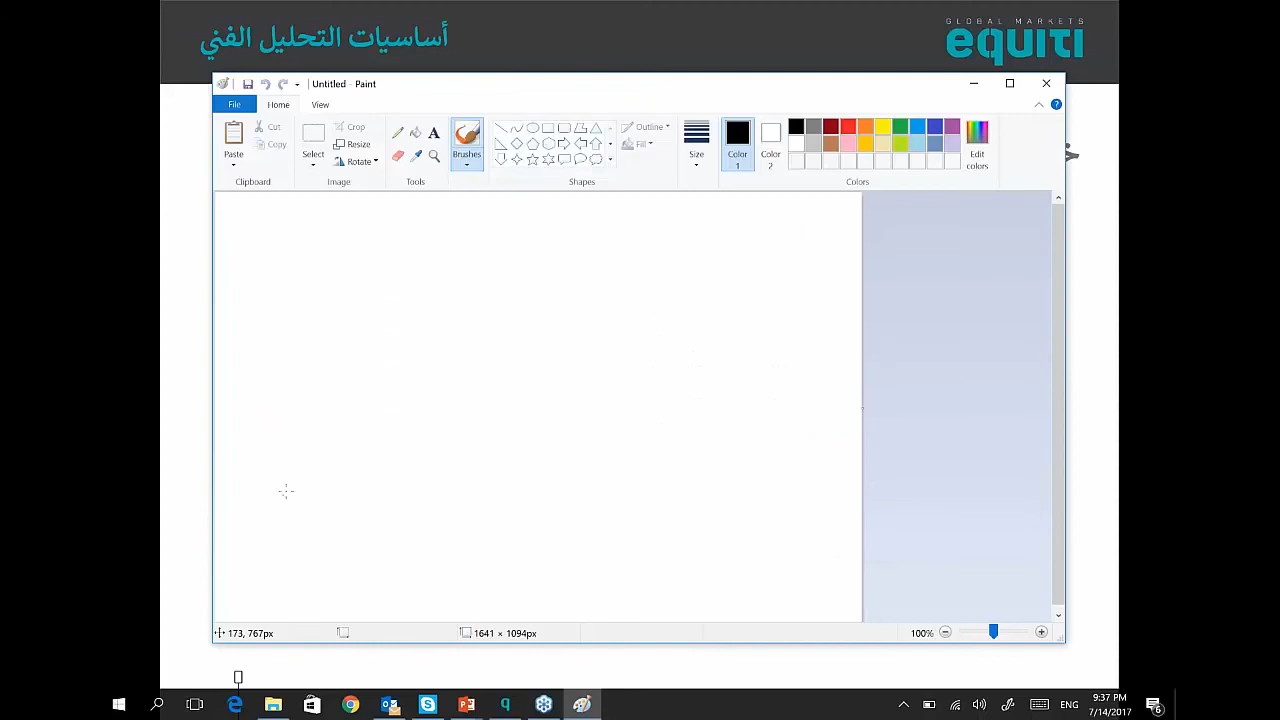 أساسيات التحليل الفني
GLOBAL MARKETS
equiti
Untitled - Paint
File
Home
View
Paste
Cut
Copy
Clipboard
Select
Crop
Resize
Rotate
Image
A
Tools
Brushes
Outline
Fill
Shapes
Size
Color 1
Color 2
Edit colors
Colors
173, 767px
1641 × 1094px
100%
ENG
9:37 PM
7/14/2017
6